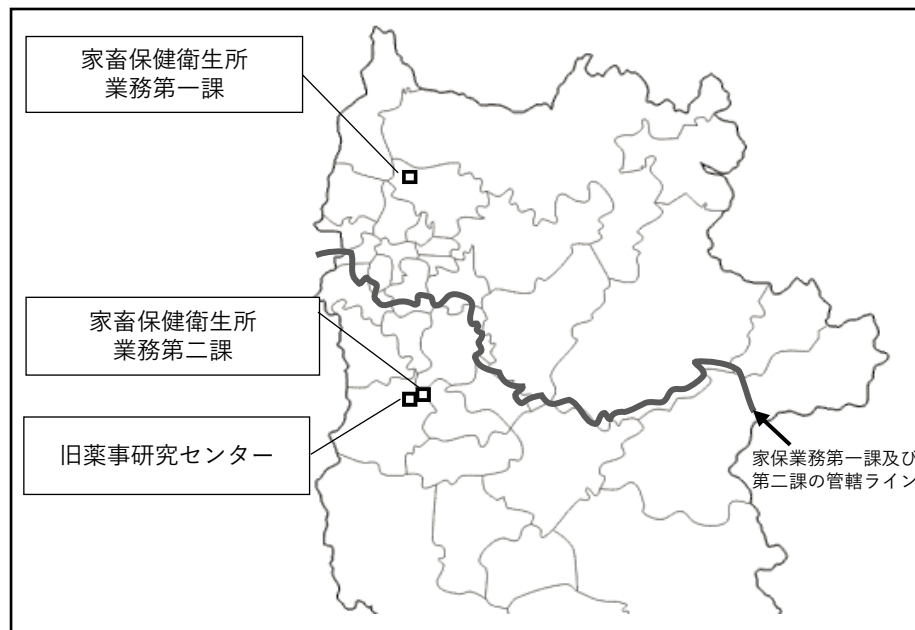 家畜保健衛生所
業務第一課
家畜保健衛生所
業務第二課
旧薬事研究センター
家保業務第一課及び
第二課の管轄ライン